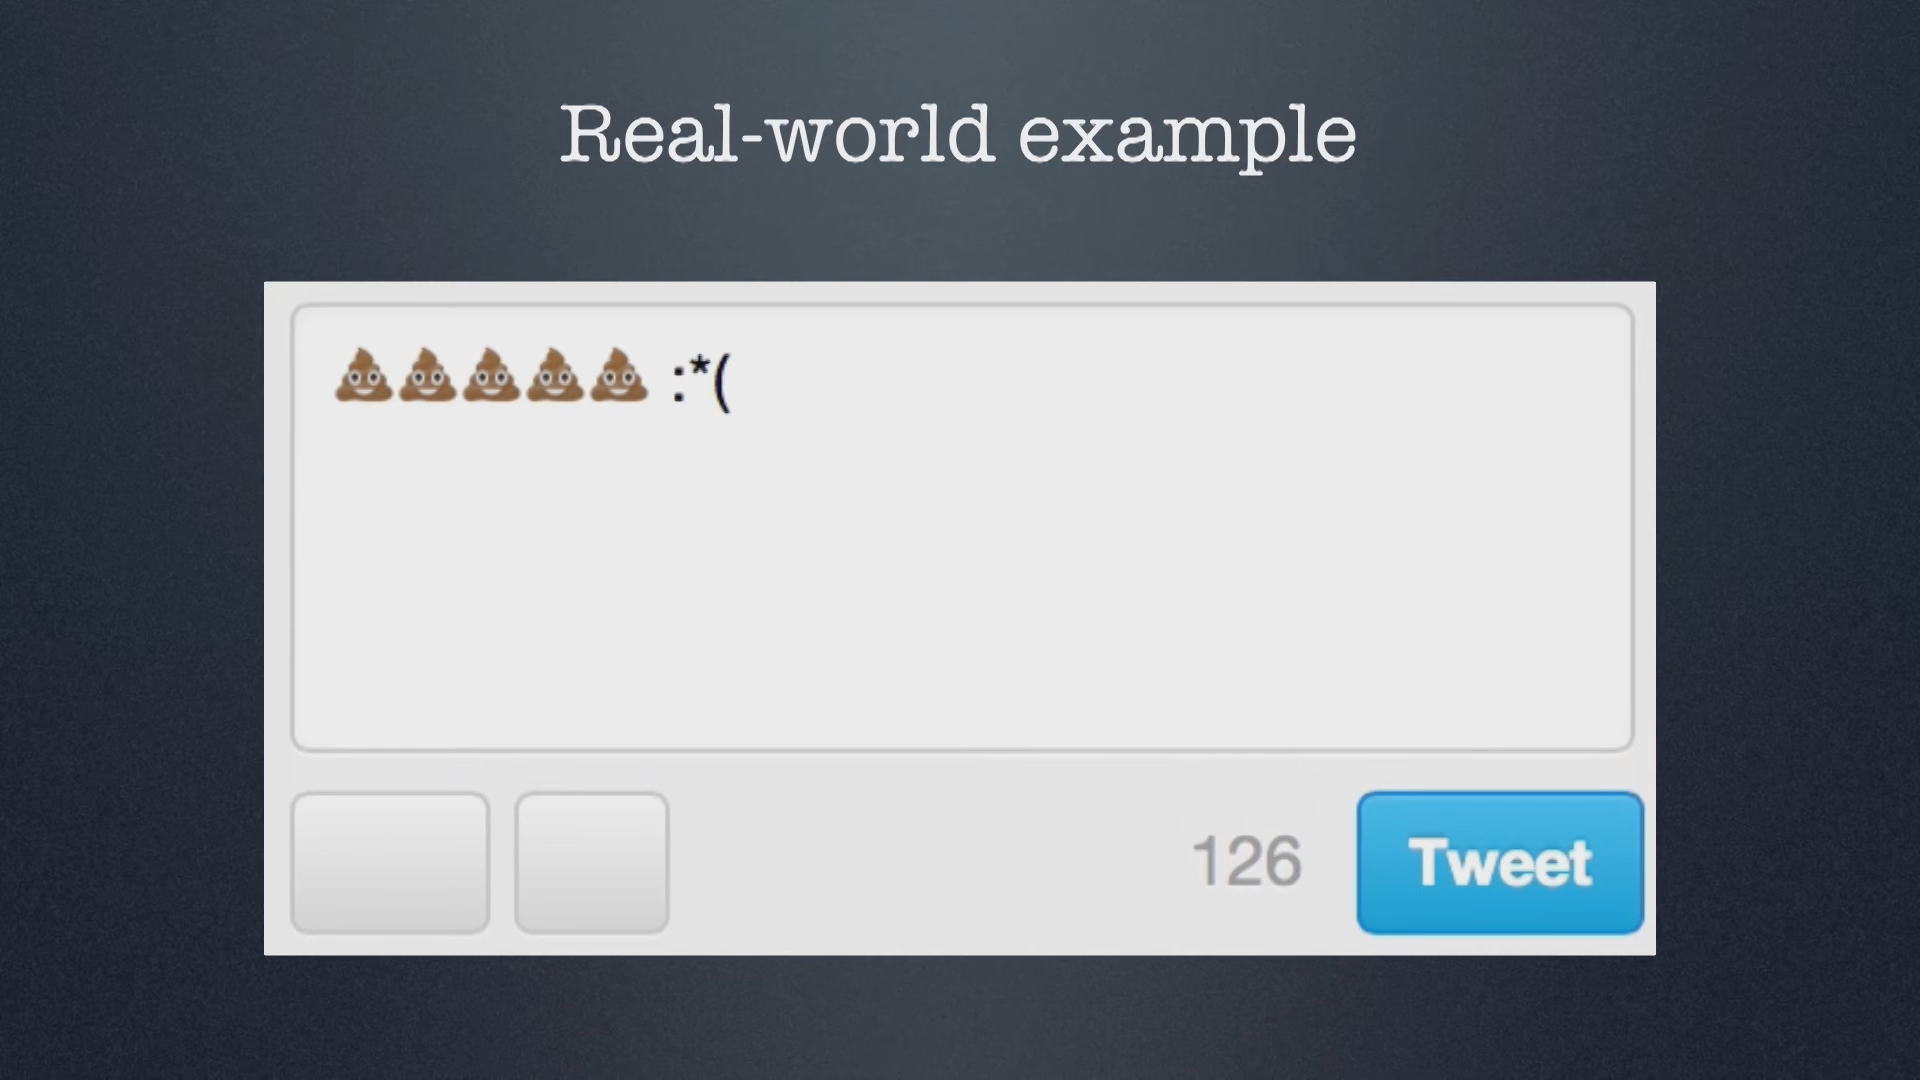 Real-world example
💩💩💩💩💩 :*(
126
Tweet